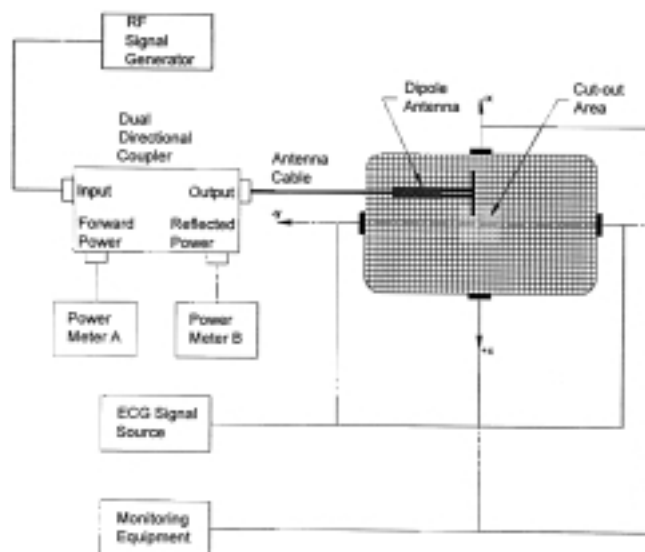 RF
Signal
Generator
Dual
Directional
Coupler
Input
Output
Forward
Power
Reflected
Power
Power
Meter A
Power
Meter B
Antenna
Cable
Dipole
Antenna
Cut-out
Area
ECG Signal
Source
Monitoring
Equipment